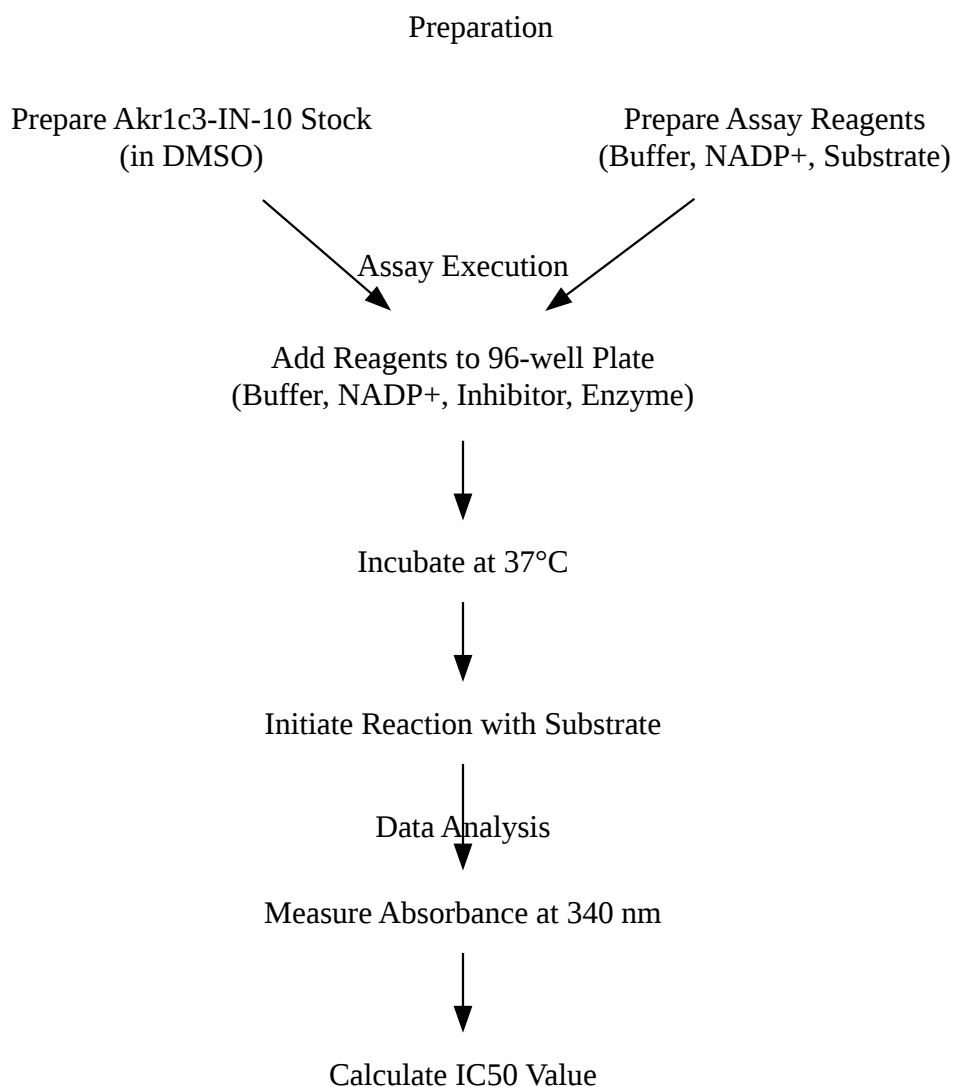 Preparation
Prepare Akr1c3-IN-10 Stock
(in DMSO)
Prepare Assay Reagents
(Buffer, NADP+, Substrate)
Assay Execution
Add Reagents to 96-well Plate
(Buffer, NADP+, Inhibitor, Enzyme)
Incubate at 37°C
Initiate Reaction with Substrate
Data Analysis
Measure Absorbance at 340 nm
Calculate IC50 Value